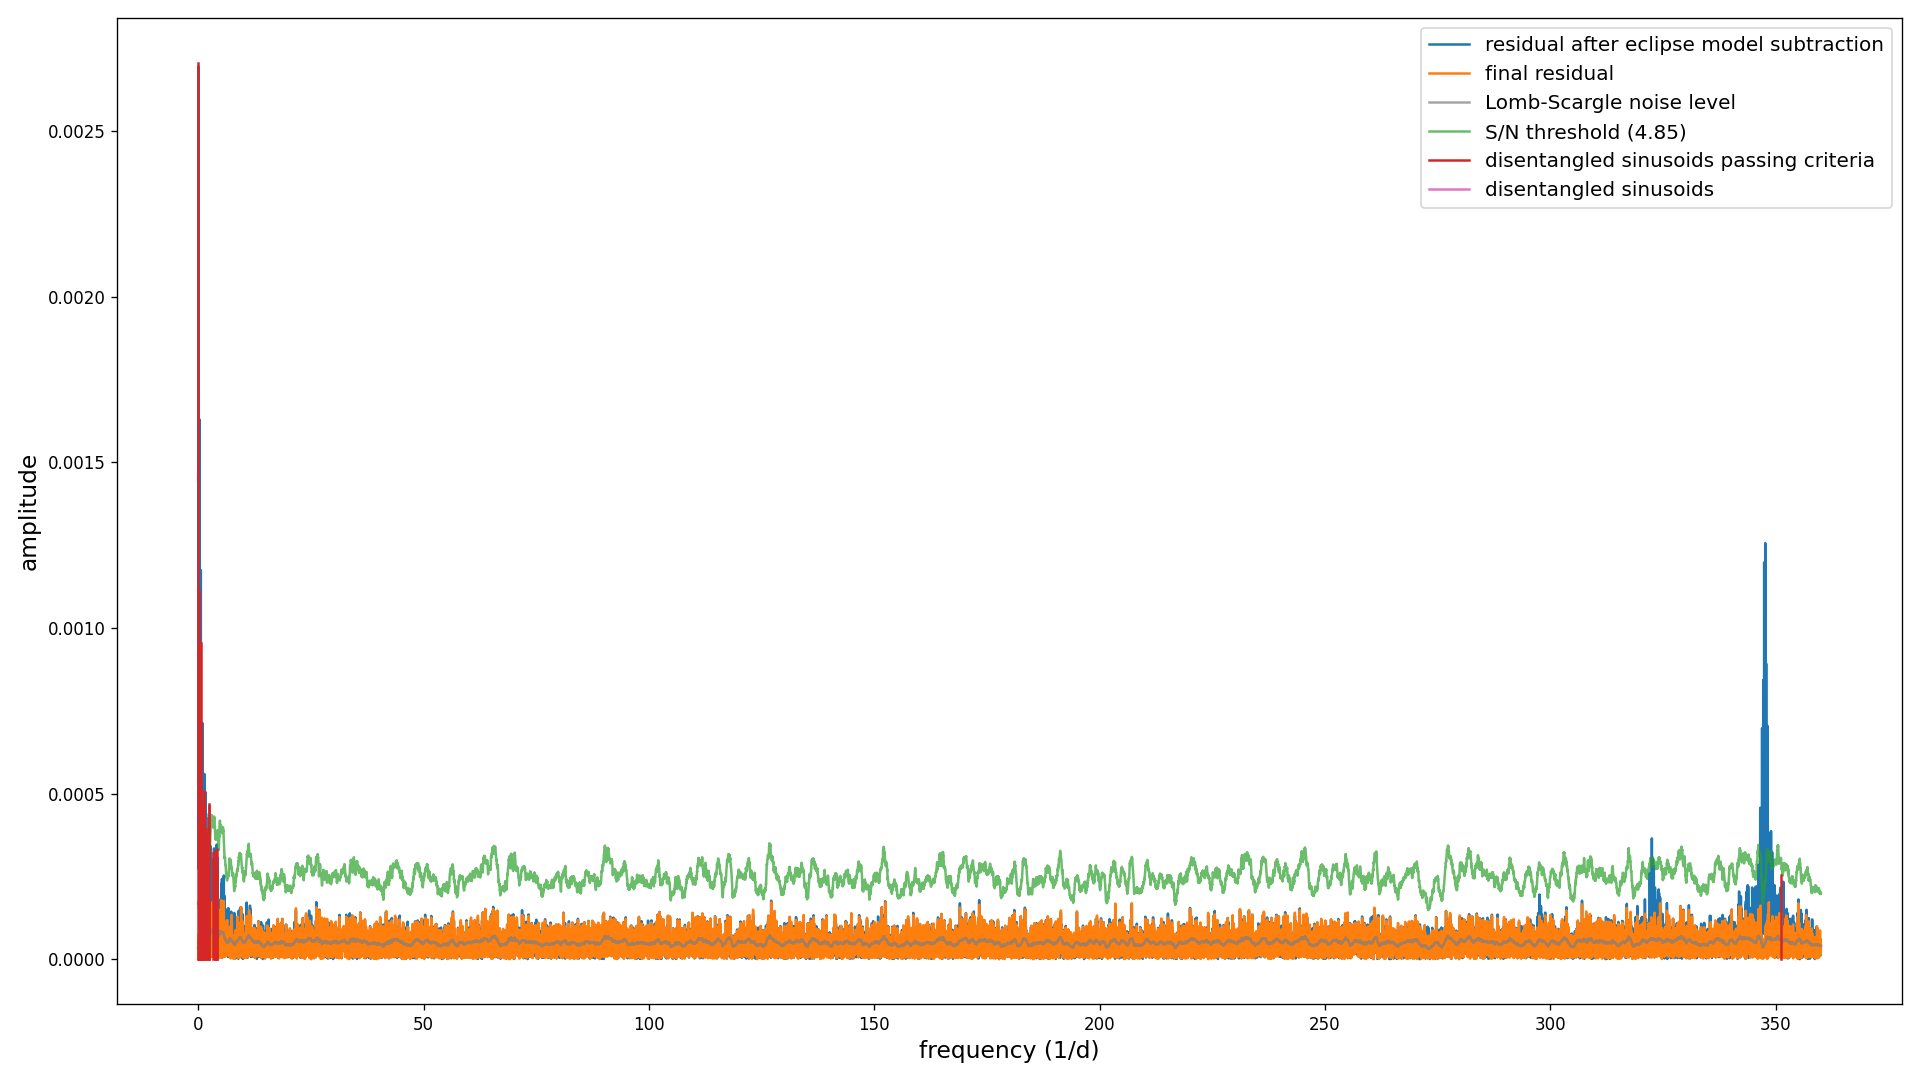 residual after eclipse model subtraction
final residual
Lomb-Scargle noise level
S/N threshold (4.85)
disentangled sinusoids passing criteria
disentangled sinusoids
0.0025
0.0020
0.0015
0.0010
0.0005
0.0000
amplitude
0 50 100 150 200 250 300 350
frequency (1/d)